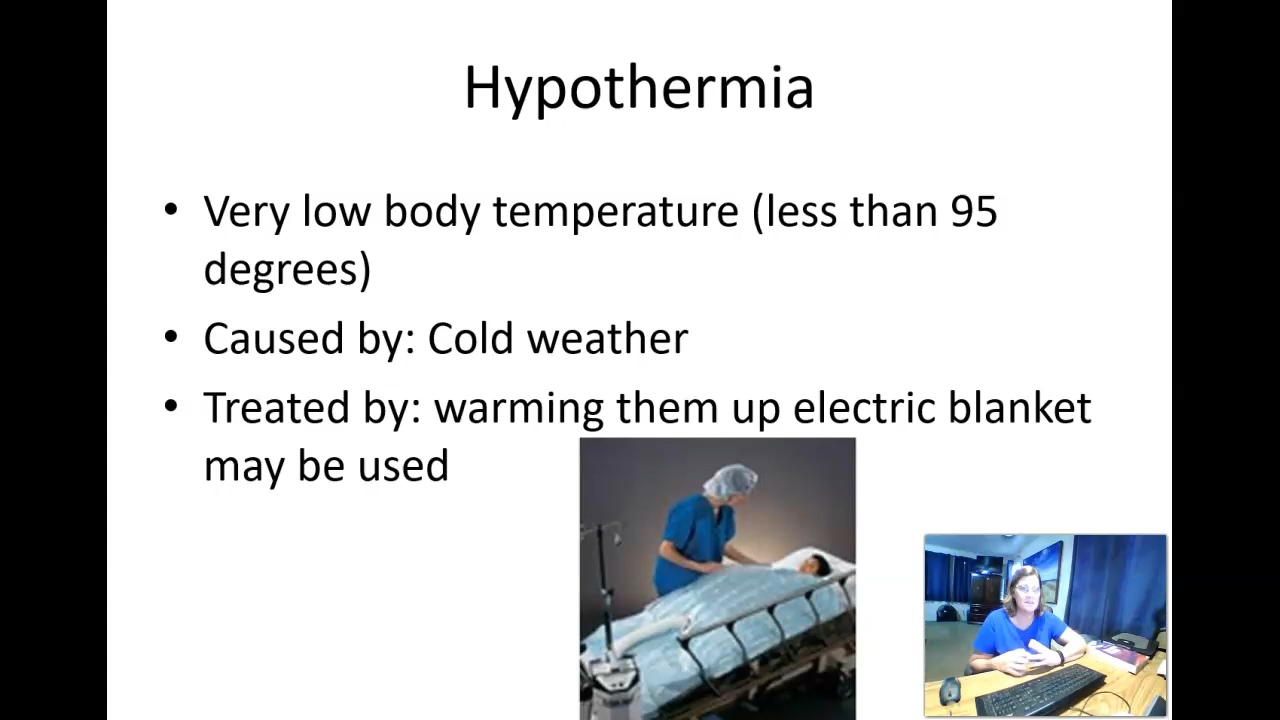 Hypothermia
• Very low body temperature (less than 95
degrees)
• Caused by: Cold weather
• Treated by: warming them up electric blanket
may be used